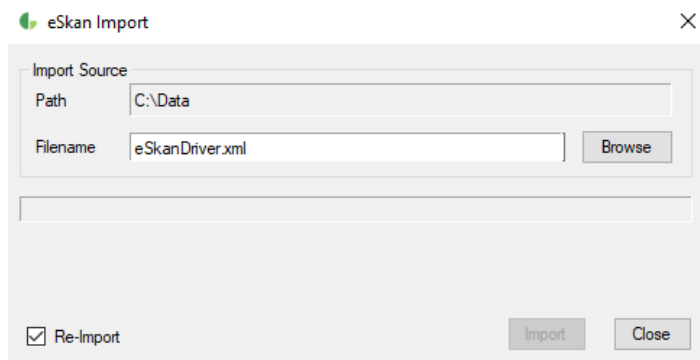 eSkan Import
Import Source
Path C:\Data
Filename eSkanDriver.xml Browse
Re-Import Import Close